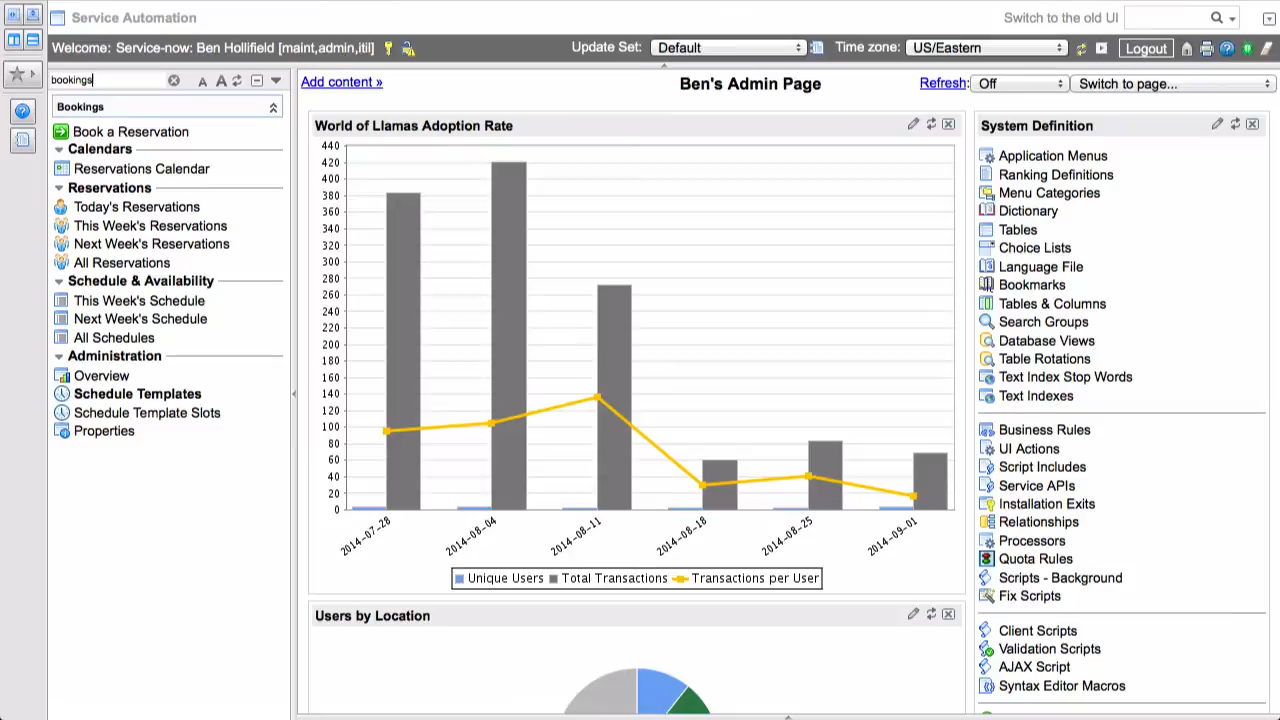 Service Automation
Switch to the old UI
Welcome: Service-now: Ben Hollifield [maint,admin,itil]
Update Set: Default
Time zone: US/Eastern
Logout
bookings
A A
Bookings
Book a Reservation
Calendars
Reservations Calendar
Reservations
Today's Reservations
This Week's Reservations
Next Week's Reservations
All Reservations
Schedule & Availability
This Week's Schedule
Next Week's Schedule
All Schedules
Administration
Overview
Schedule Templates
Schedule Template Slots
Properties
Add content »
Ben's Admin Page
Refresh: Off
Switch to page...
World of Llamas Adoption Rate
440
420
400
380
360
340
320
300
280
260
240
220
200
180
160
140
120
100
80
60
40
20
0
2014-07-28
2014-08-04
2014-08-11
2014-08-18
2014-08-25
2014-09-01
Unique Users Total Transactions Transactions per User
Users by Location
System Definition
Application Menus
Ranking Definitions
Menu Categories
Dictionary
Tables
Choice Lists
Language File
Bookmarks
Tables & Columns
Search Groups
Database Views
Table Rotations
Text Index Stop Words
Text Indexes
Business Rules
UI Actions
Script Includes
Service APIs
Installation Exits
Relationships
Processors
Quota Rules
Scripts - Background
Fix Scripts
Client Scripts
Validation Scripts
AJAX Script
Syntax Editor Macros